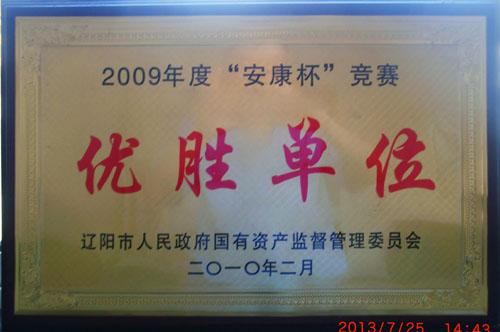 2009年度“安康杯”竞赛
优胜单位
辽阳市人民政府国有资产监督管理委员会
二〇一〇年二月
2013/7/25 14:43